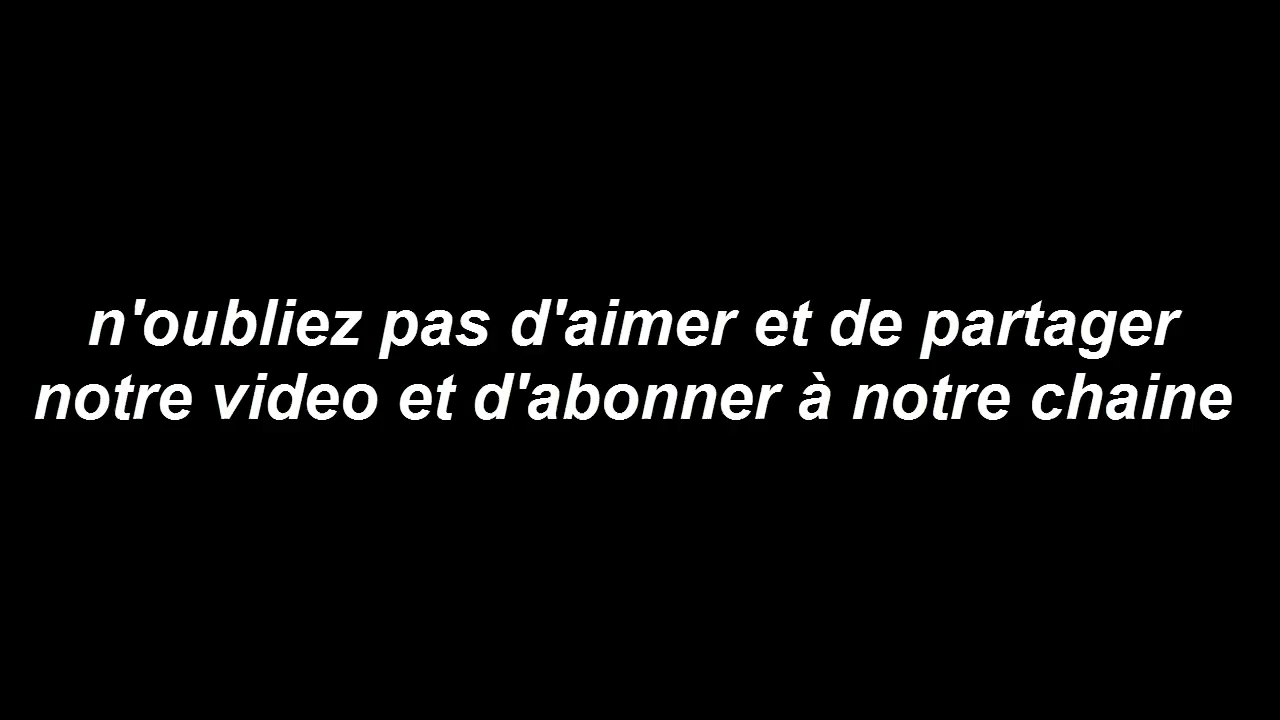 n'oubliez pas d'aimer et de partager
notre video et d'abonner à notre chaine